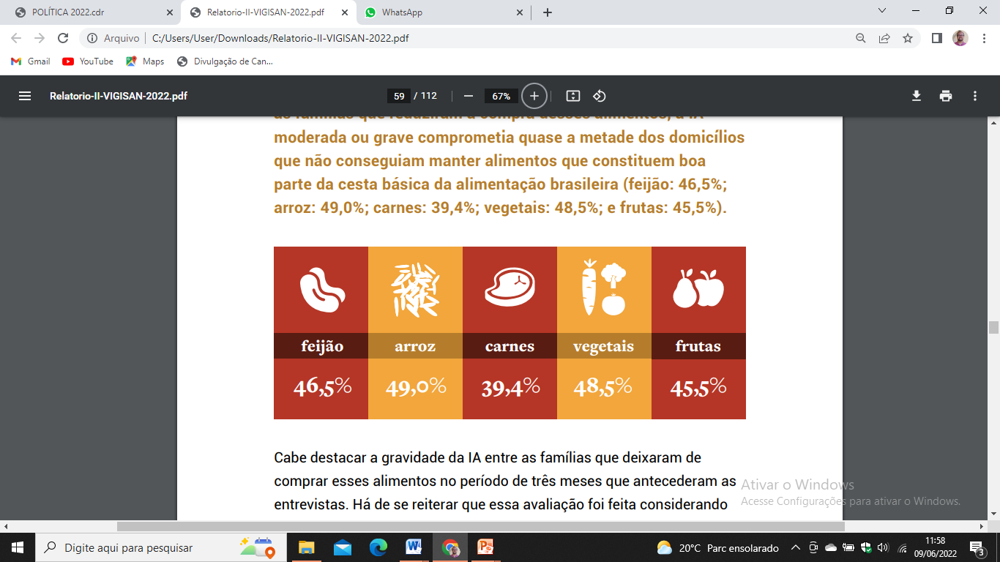 POLÍTICA 2022.cdr
Relatorio-II-VIGISAN-2022.pdf
WhatsApp
Arquivo
C:/Users/User/Downloads/Relatorio-II-VIGISAN-2022.pdf
Gmail
YouTube
Maps
Divulgação de Can...
Relatorio-II-VIGISAN-2022.pdf
59 / 112
67%
as famílias que reduziram a compra desses alimentos, a IA
moderada ou grave comprometia quase a metade dos domicílios
que não conseguiam manter alimentos que constituem boa
parte da cesta básica da alimentação brasileira (feijão: 46,5%;
arroz: 49,0%; carnes: 39,4%; vegetais: 48,5%; e frutas: 45,5%).
feijão arroz carnes vegetais frutas
46,5% 49,0% 39,4% 48,5% 45,5%
Cabe destacar a gravidade da IA entre as famílias que deixaram de
comprar esses alimentos no período de três meses que antecederam as
entrevistas. Há de se reiterar que essa avaliação foi feita considerando
Ativar o Windows
Acesse Configurações para ativar o Windows.
Digite aqui para pesquisar
20°C Parc ensolarado
11:58
09/06/2022
3